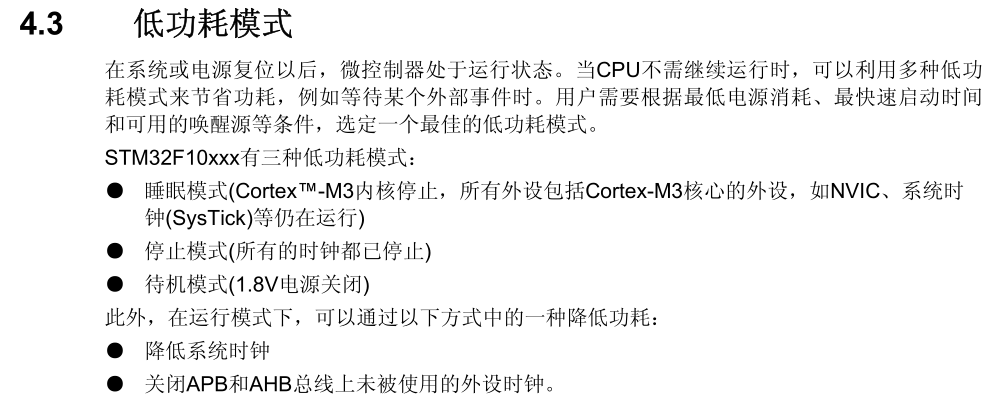 4.3 低功耗模式
在系统或电源复位以后，微控制器处于运行状态。当CPU不需继续运行时，可以利用多种低功
耗模式来节省功耗，例如等待某个外部事件时。用户需要根据最低电源消耗、最快速启动时间
和可用的唤醒源等条件，选定一个最佳的低功耗模式。
STM32F10xxx有三种低功耗模式：
● 睡眠模式(Cortex™-M3内核停止，所有外设包括Cortex-M3核心的外设，如NVIC、系统时
钟(SysTick)等仍在运行)
● 停止模式(所有的时钟都已停止)
● 待机模式(1.8V电源关闭)
此外，在运行模式下，可以通过以下方式中的一种降低功耗：
● 降低系统时钟
● 关闭APB和AHB总线上未被使用的外设时钟。